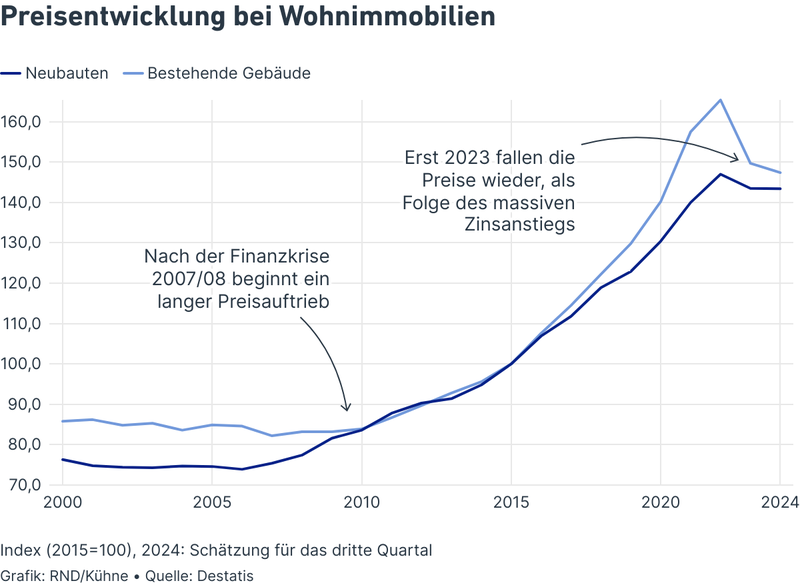 Preisentwicklung bei Wohnimmobilien
Neubauten
Bestehende Gebäude
160,0
150,0
140,0
130,0
120,0
110,0
100,0
90,0
80,0
70,0
Erst 2023 fallen die
Preise wieder, als
Folge des massiven
Zinsanstiegs
Nach der Finanzkrise
2007/08 beginnt ein
langer Preisauftrieb
2000
2005
2010
2015
2020
2024
Index (2015=100), 2024: Schätzung für das dritte Quartal
Grafik: RND/Kühne • Quelle: Destatis